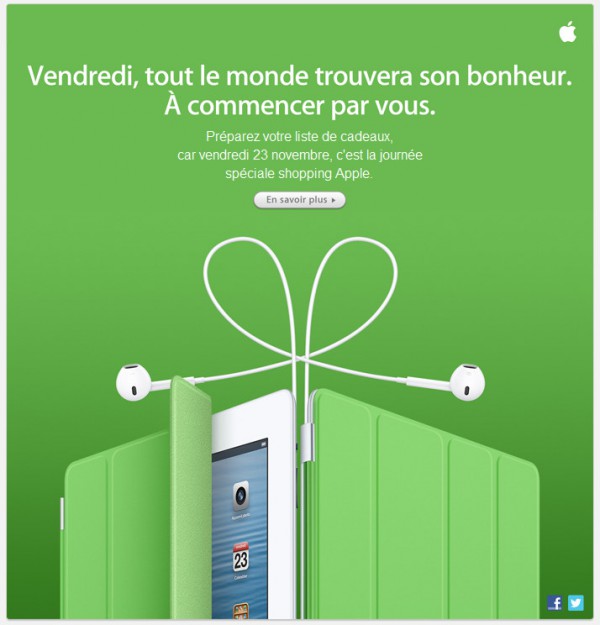 Vendredi, tout le monde trouvera son bonheur.
À commencer par vous.
Préparez votre liste de cadeaux,
car vendredi 23 novembre, c'est la journée
spéciale shopping Apple.
En savoir plus
23